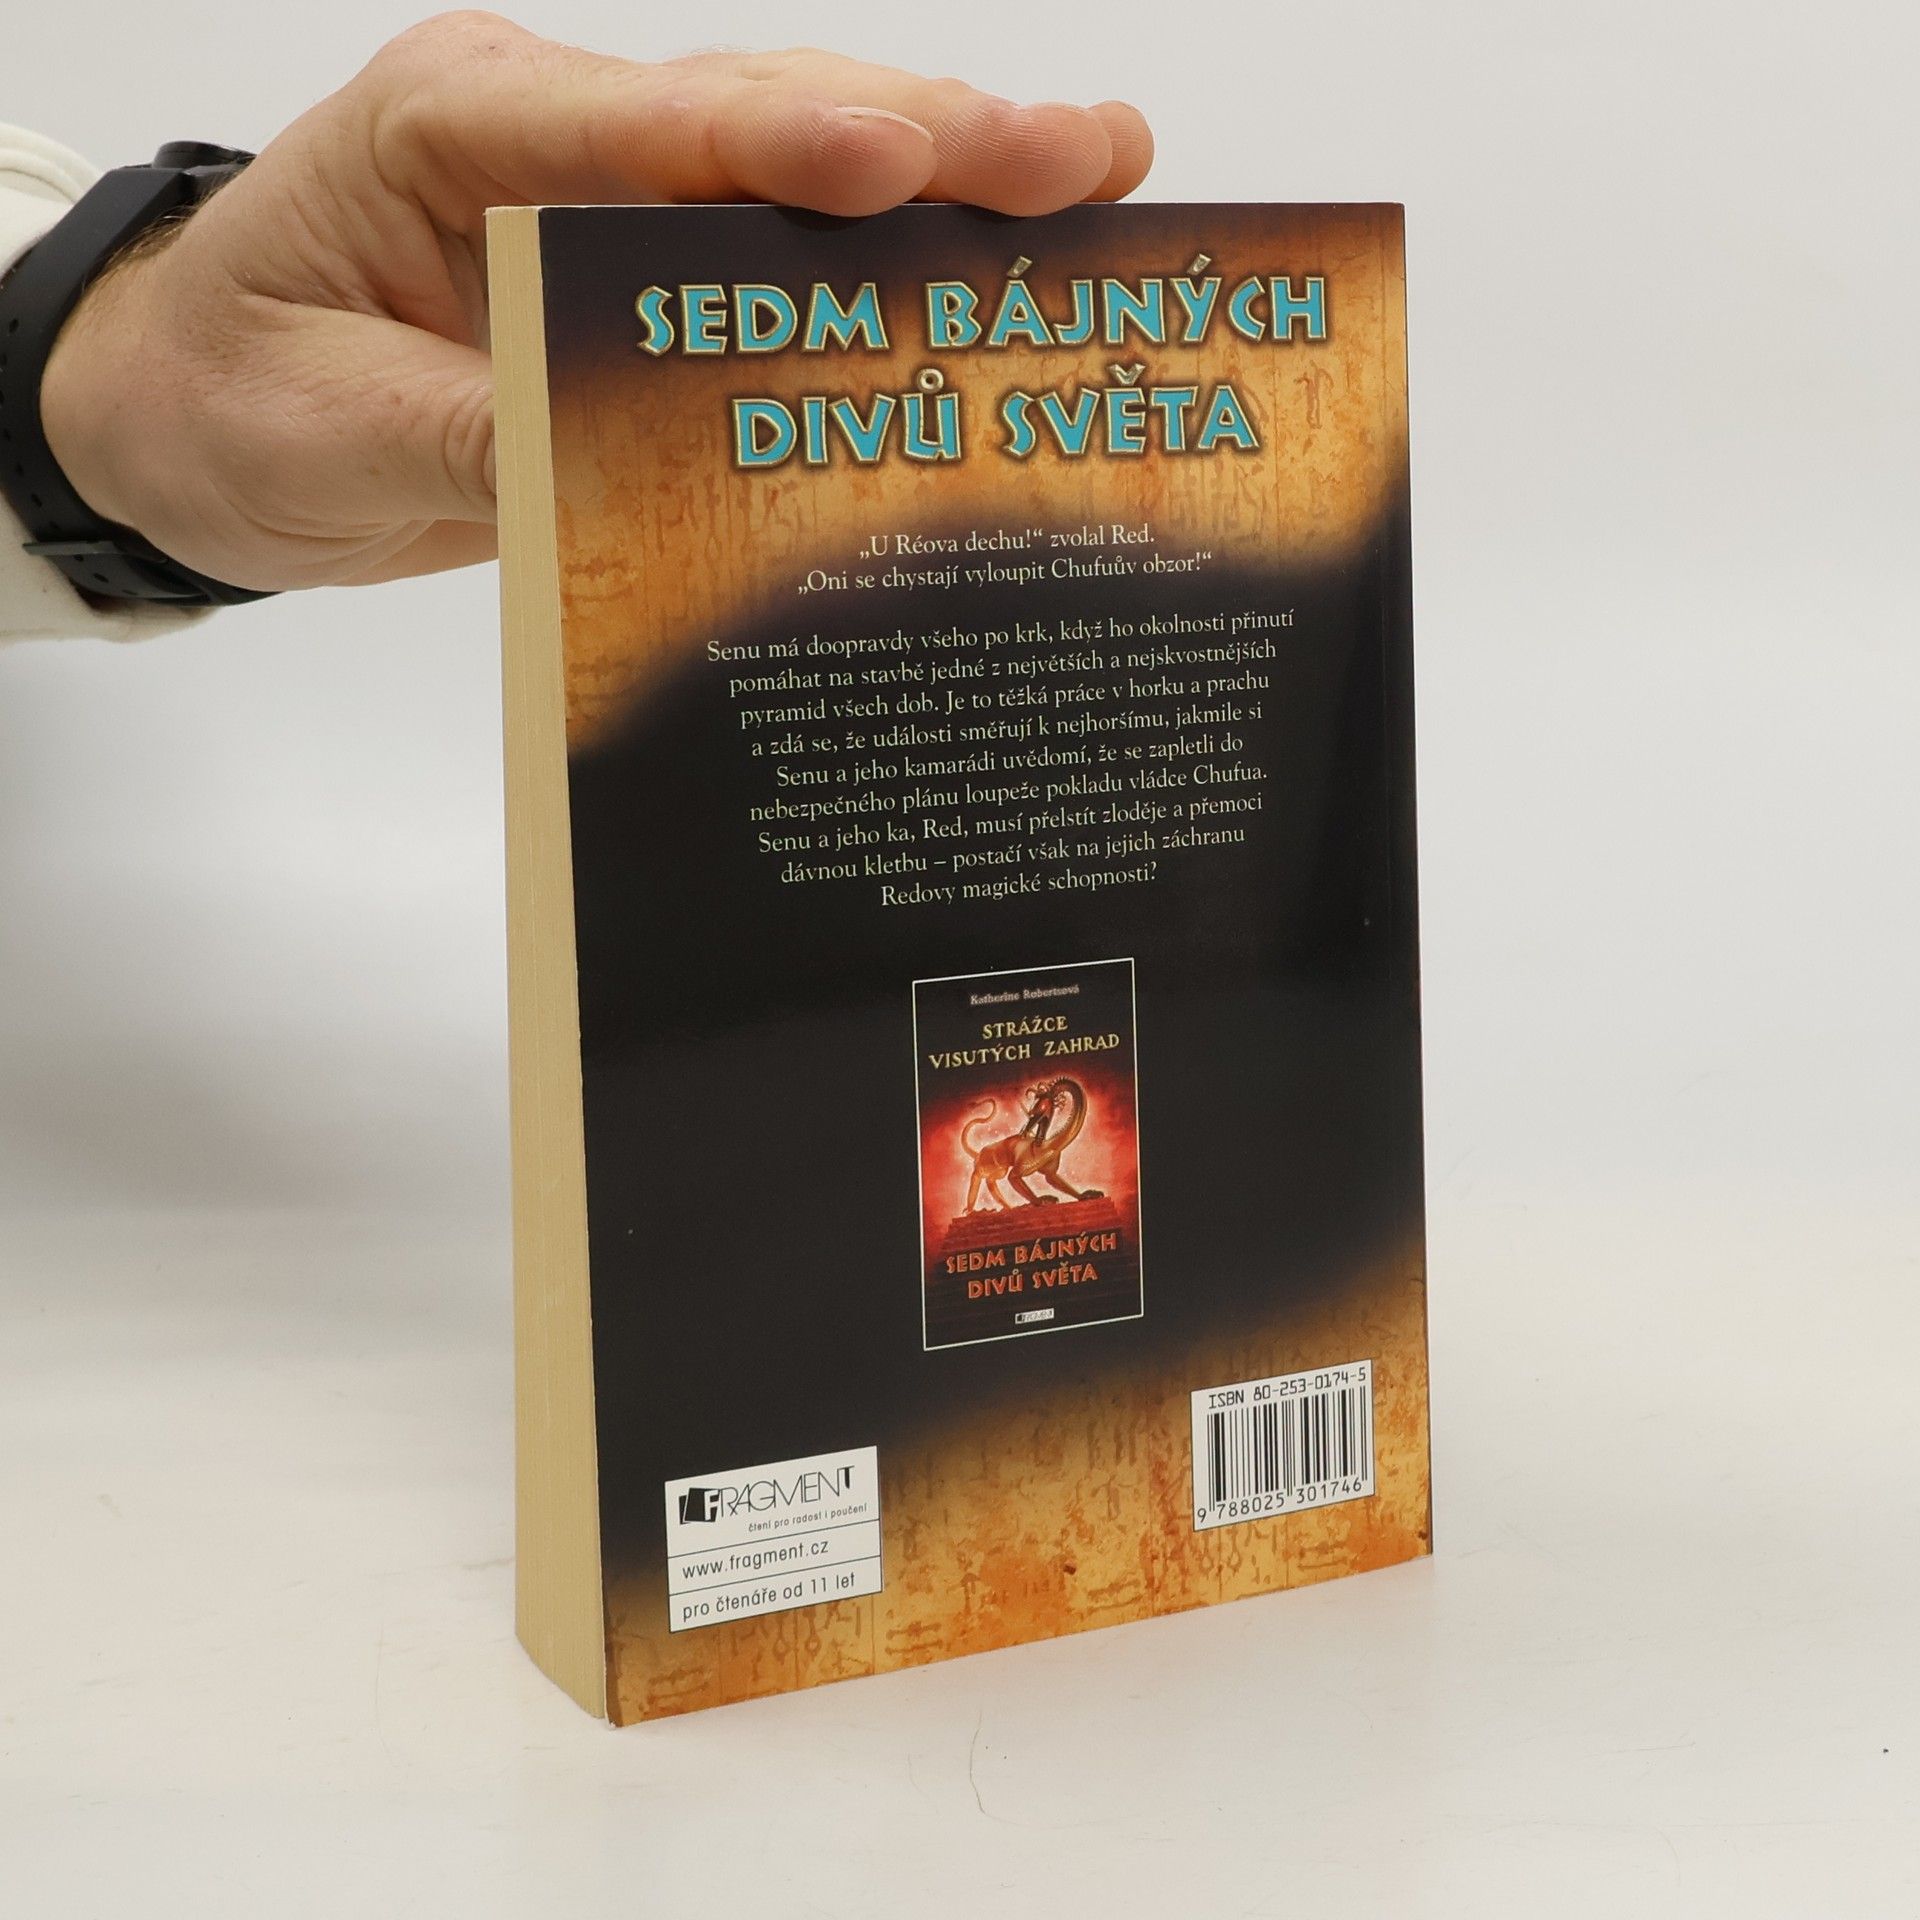 SEDM BÁJNÝCH
DIVŮ SVĚTA
„U Réova dechu!“ zvolal Red.
„Oni se chystají vyloupit Chufuův obzor!“
Senu má doopravdy všeho po krk, když ho okolnosti přinutí
pomáhat na stavbě jedné z největších a nejskvostnějších
pyramid všech dob. Je to těžká práce v horku a prachu
a zdá se, že události směřují k nejhoršímu, jakmile si
Senu a jeho kamarádi uvědomí, že se zapletli do
nebezpečného plánu loupeže pokladu vládce Chufua.
Senu a jeho ka, Red, musí přelstít zloděje a přemoci
dávnou kletbu – postačí však na jejich záchranu
Redovy magické schopnosti?
Katherine Robertsová
STRÁŽCE
VISUTÝCH ZAHRAD
SEDM BÁJNÝCH
DIVŮ SVĚTA
FRAGMENT
FRAGMENT
čtení pro radost i poučení
www.fragment.cz
pro čtenáře od 11 let
ISBN 80-253-0174-5
9 788025 301746